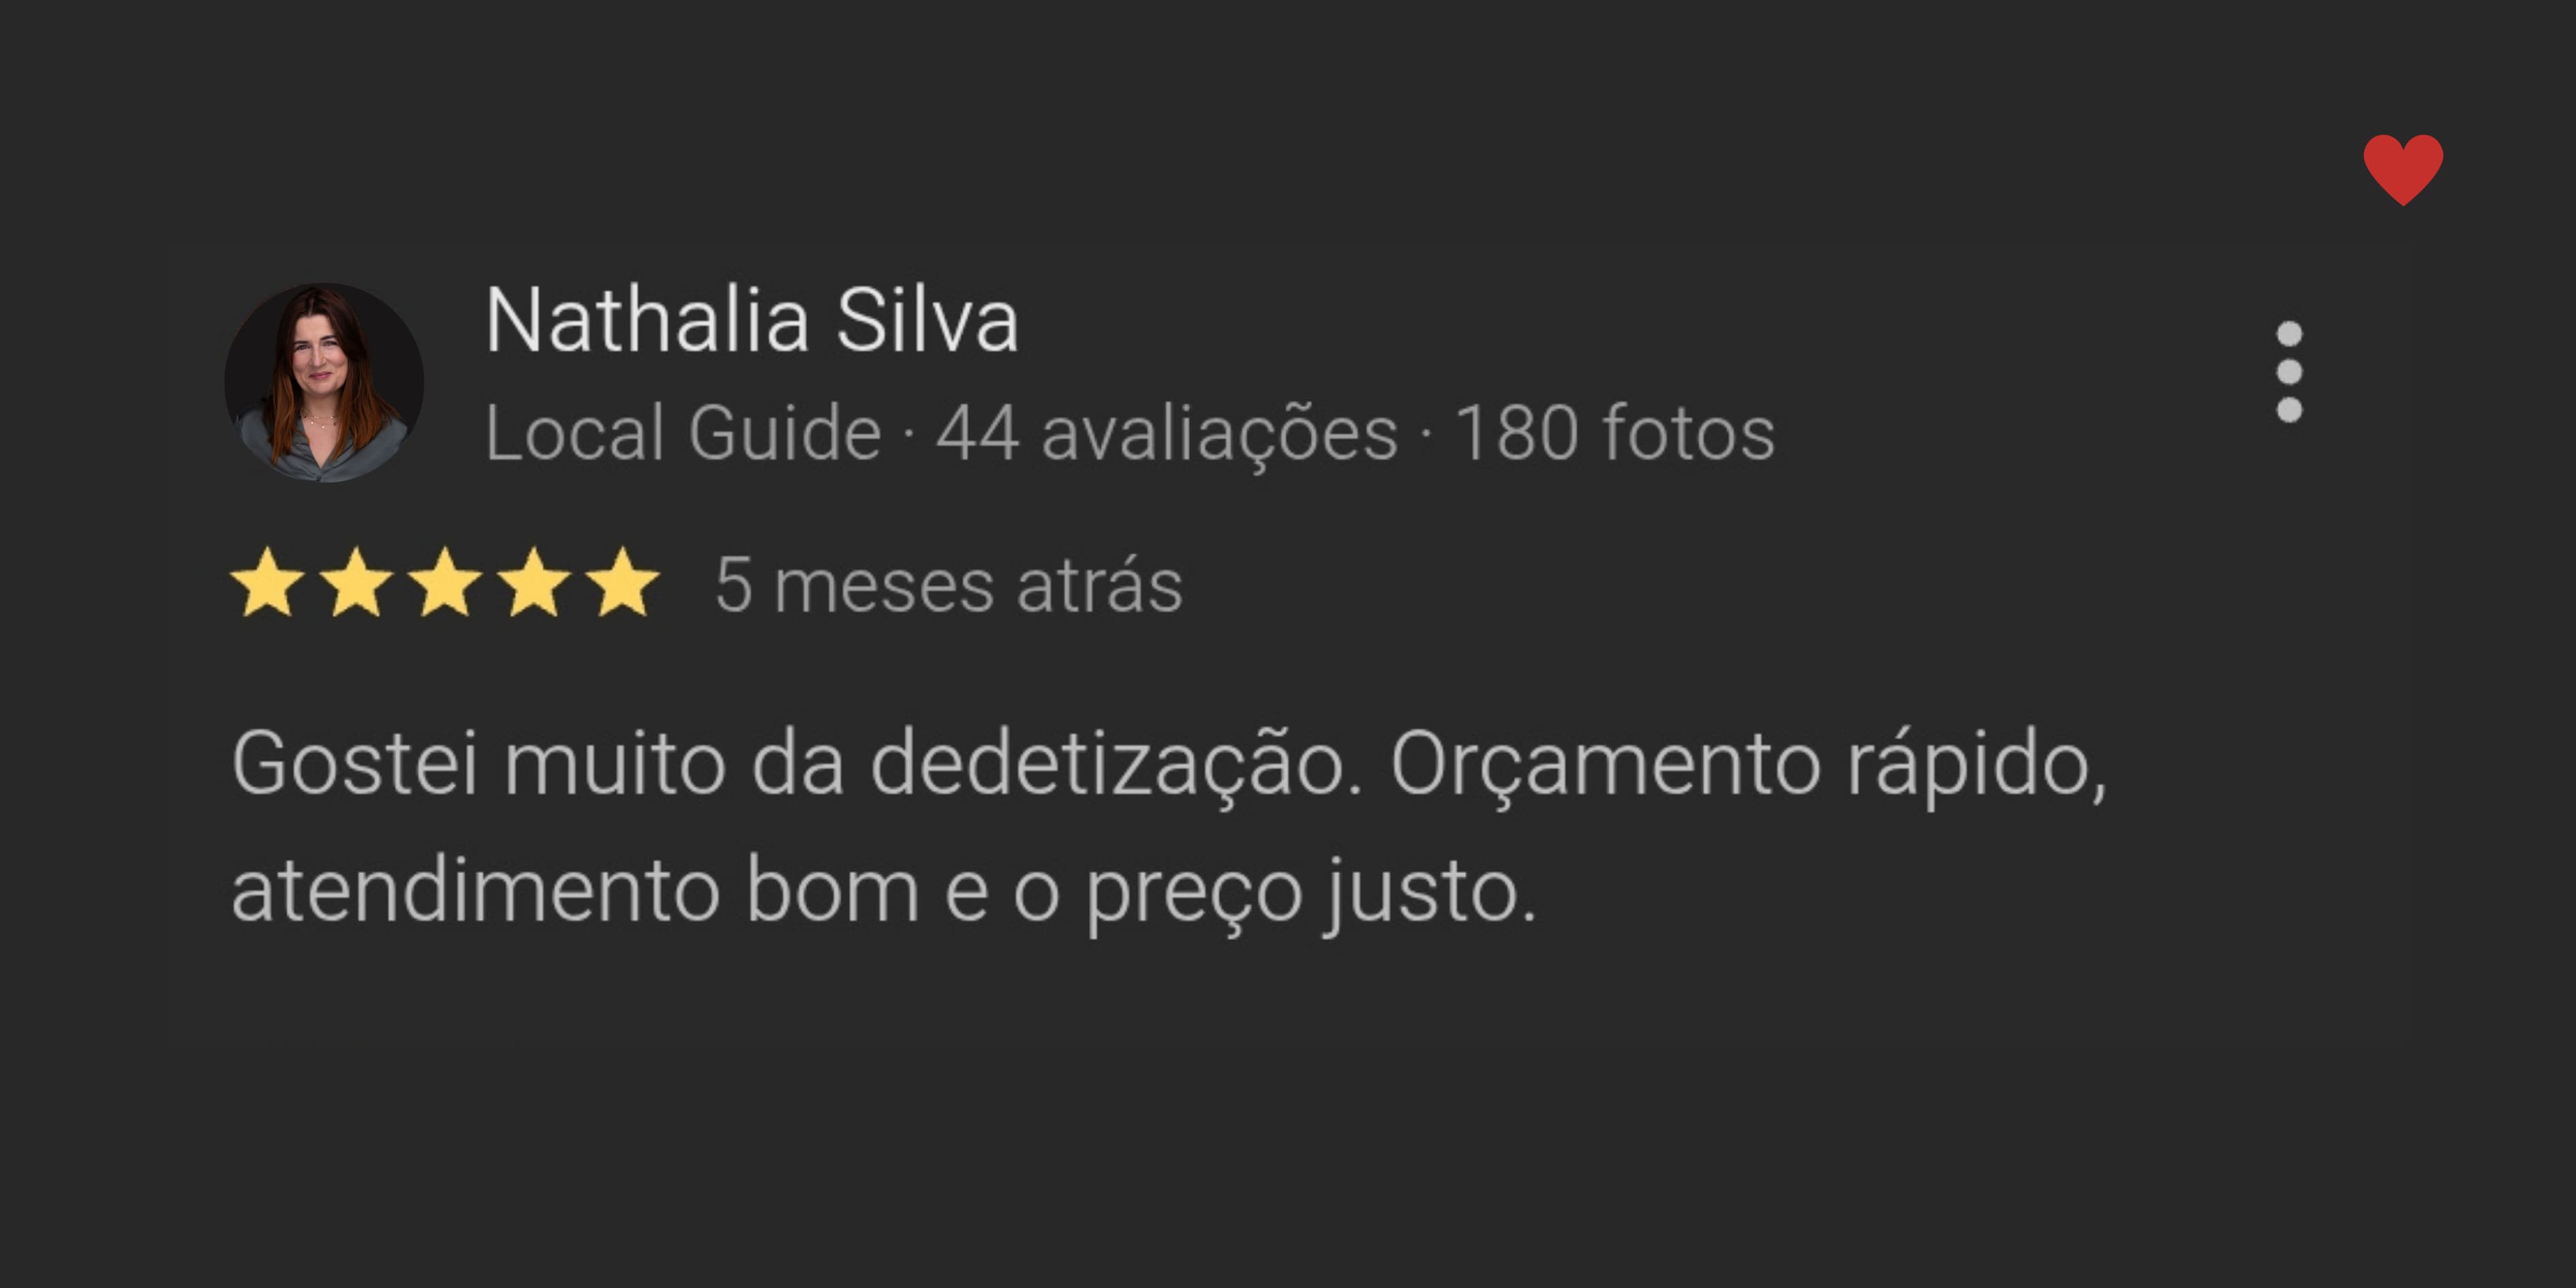 Nathalia Silva
Local Guide · 44 avaliações · 180 fotos
5 meses atrás
Gostei muito da dedetização. Orçamento rápido,
atendimento bom e o preço justo.